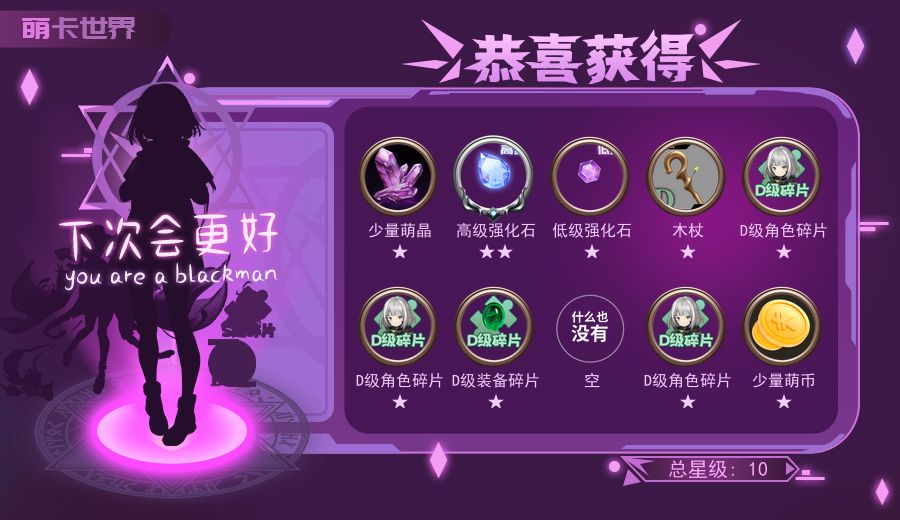 萌卡世界
恭喜获得
下次会更好
you are a blackman
少量萌晶
高级强化石
低级强化石
木杖
D级碎片
D级角色碎片
★
★★
★
★
★
D级碎片
D级碎片
什么也
没有
D级碎片
D级角色碎片
D级装备碎片
空
D级角色碎片
少量萌币
★
★
★
★
总星级: 10